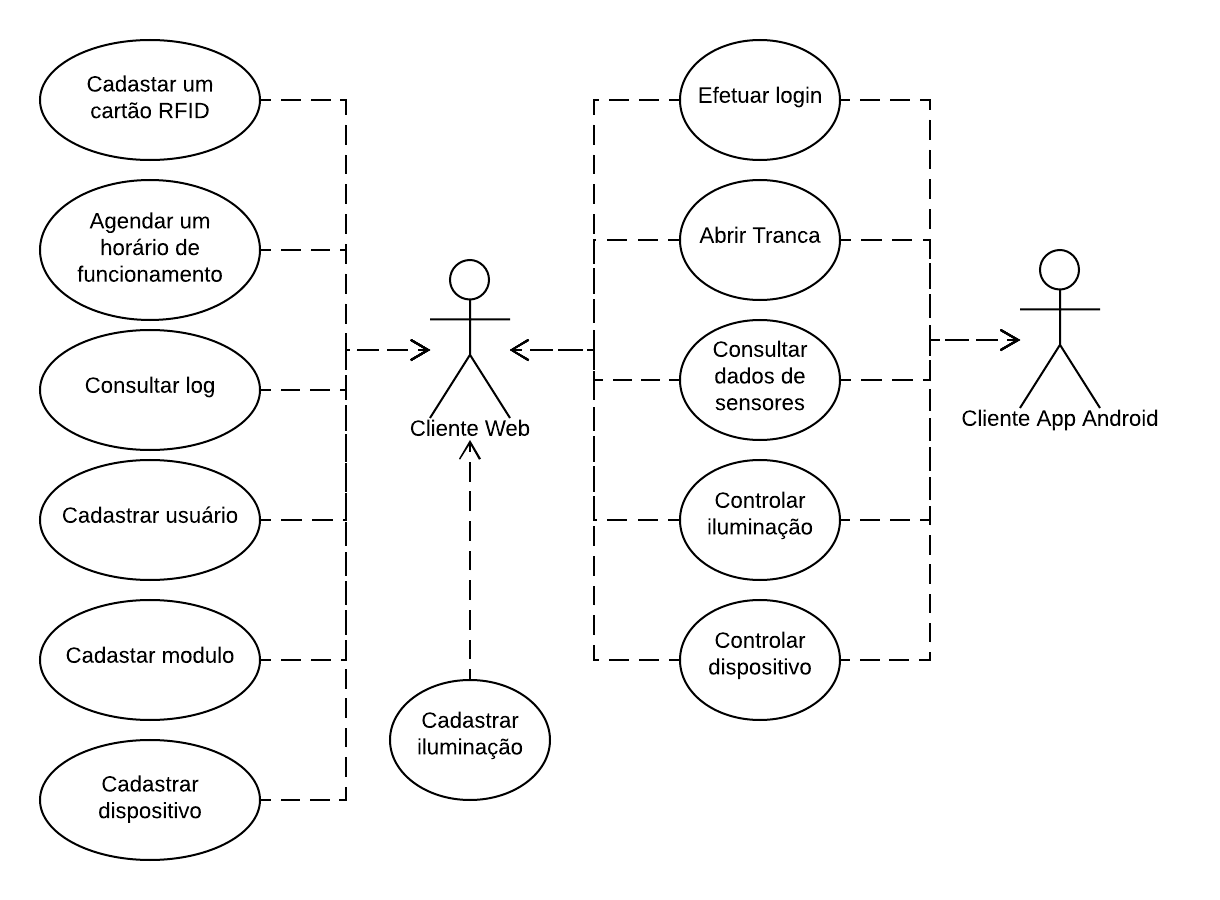 Cadastar um
cartão RFID
Agendar um
horário de
funcionamento
Consultar log
Cadastrar usuário
Cadastar modulo
Cadastrar
dispositivo
Cliente Web
Cadastrar
iluminação
Efetuar login
Abrir Tranca
Consultar
dados de
sensores
Controlar
iluminação
Controlar
dispositivo
Cliente App Android